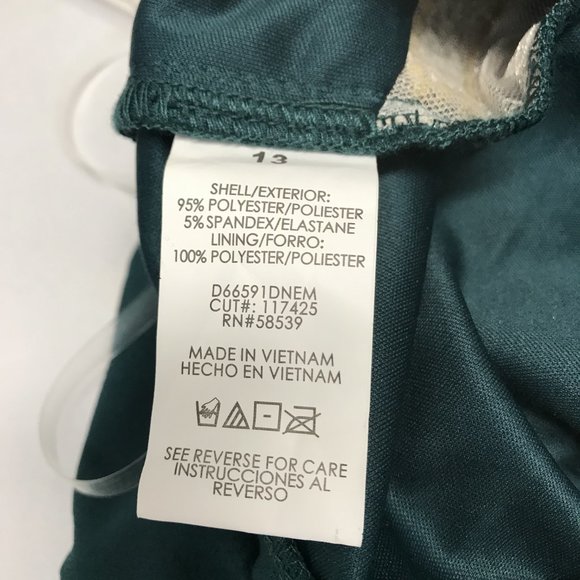 13
SHELL/EXTERIOR:
95% POLYESTER/POLIESTER
5% SPANDEX/ELASTANE
LINING/FORRO:
100% POLYESTER/POLIESTER
D66591DNEM
CUT#: 117425
RN#58539
MADE IN VIETNAM
HECHO EN VIETNAM
SEE REVERSE FOR CARE
INSTRUCCIONES AL
REVERSO